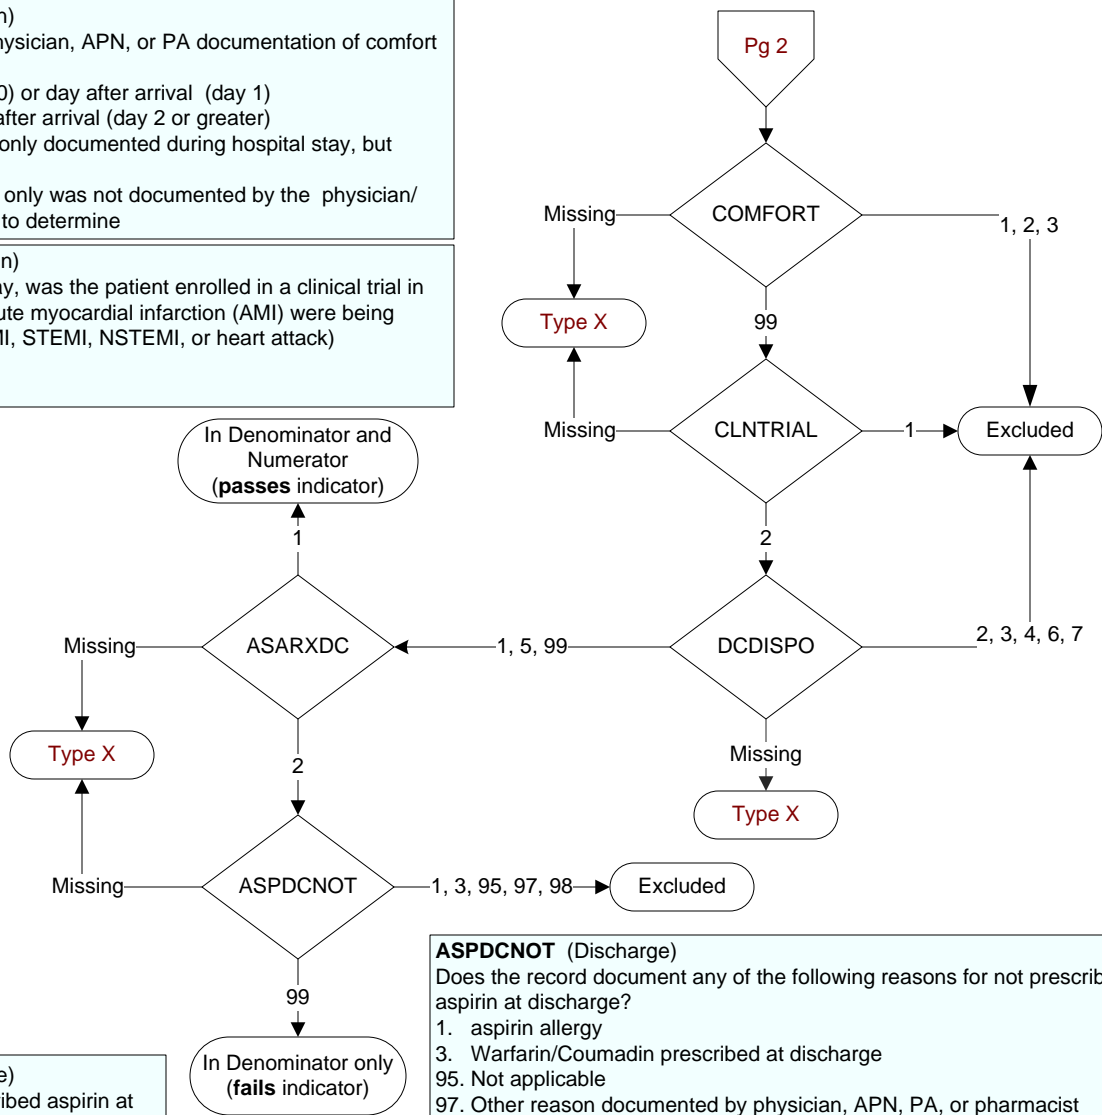 n)
hysician, APN, or PA documentation of comfort
0) or day after arrival (day 1)
after arrival (day 2 or greater)
only documented during hospital stay, but
only was not documented by the physician/
to determine
on)
ay, was the patient enrolled in a clinical trial in
ute myocardial infarction (AMI) were being
MI, STEMI, NSTEMI, or heart attack)
Pg 2
COMFORT
Missing
1, 2, 3
Type X
99
Missing
CLNTRIAL
1
Excluded
In Denominator and
Numerator
(passes indicator)
1
2
Missing
ASARXDC
1, 5, 99
DCDISPO
2, 3, 4, 6, 7
Type X
2
Missing
Type X
Missing
ASPDCNOT
1, 3, 95, 97, 98
Excluded
99
In Denominator only
(fails indicator)
ASPDCNOT (Discharge)
Does the record document any of the following reasons for not prescrib
aspirin at discharge?
1. aspirin allergy
3. Warfarin/Coumadin prescribed at discharge
95. Not applicable
97. Other reason documented by physician, APN, PA, or pharmacist
e)
ribed aspirin at